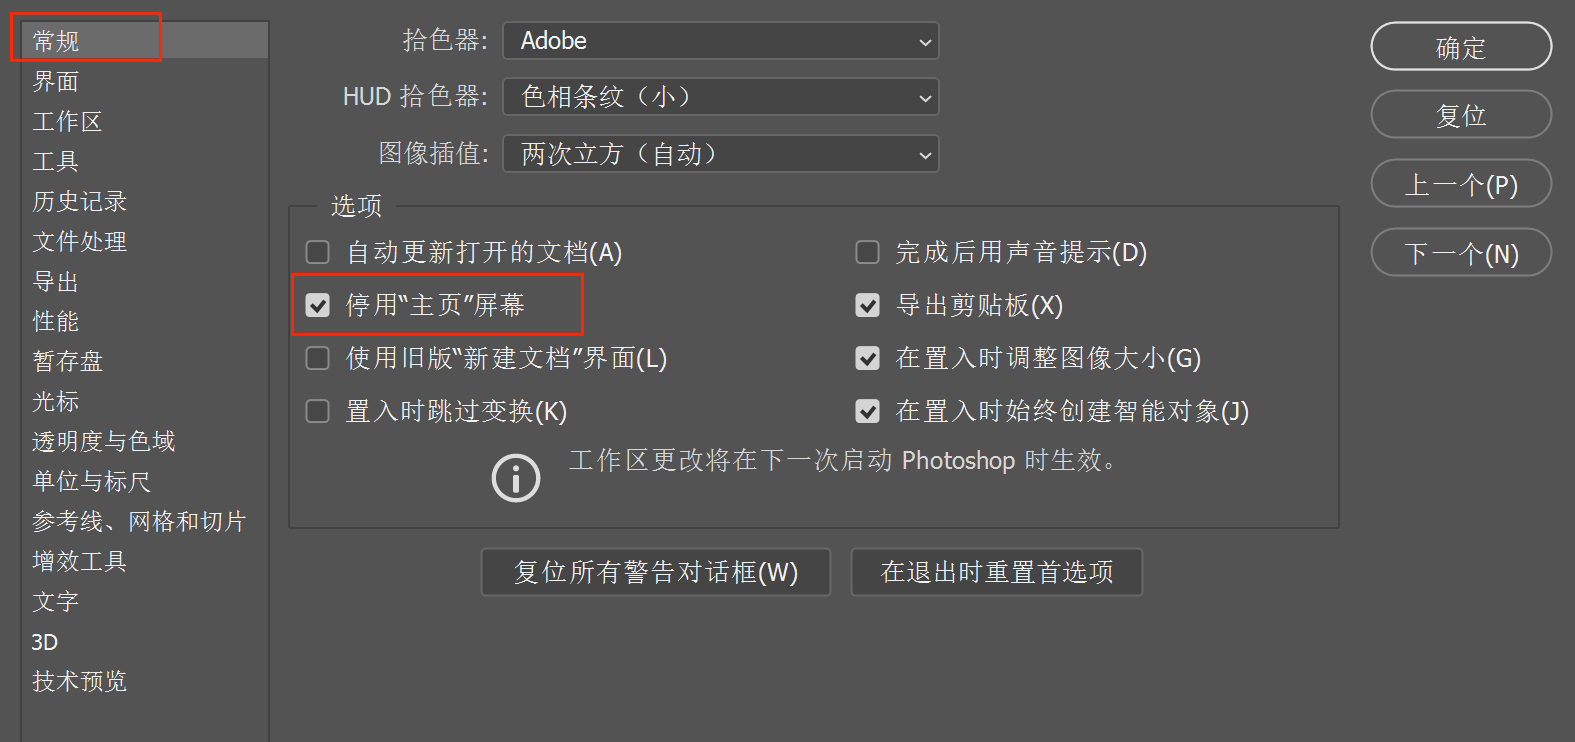 常规
界面
工作区
工具
历史记录
文件处理
导出
性能
暂存盘
光标
透明度与色域
单位与标尺
参考线、网格和切片
增效工具
文字
3D
技术预览
拾色器: Adobe
HUD 拾色器: 色相条纹（小）
图像插值: 两次立方（自动）
选项
自动更新打开的文档(A)
完成后用声音提示(D)
停用“主页”屏幕
导出剪贴板(X)
使用旧版“新建文档”界面(L)
在置入时调整图像大小(G)
置入时跳过变换(K)
在置入时始终创建智能对象(J)
工作区更改将在下一次启动 Photoshop 时生效。
复位所有警告对话框(W)
在退出时重置首选项
确定
复位
上一个(P)
下一个(N)